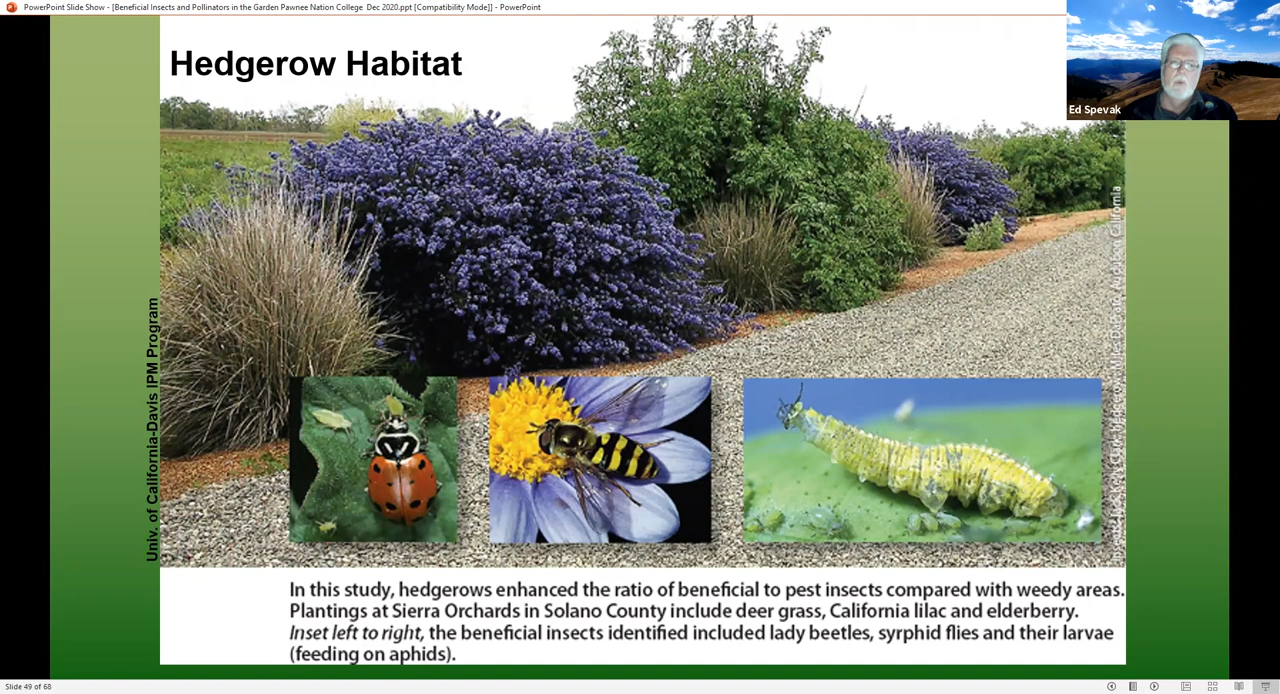 PowerPoint Slide Show - [Beneficial Insects and Pollinators in the Garden Pawnee Nation College Dec 2020.ppt [Compatibility Mode]] - PowerPoint
Hedgerow Habitat
Ed Spevak
Univ. of California-Davis IPM Program
In this study, hedgerows enhanced the ratio of beneficial to pest insects compared with weedy areas.
Plantings at Sierra Orchards in Solano County include deer grass, California lilac and elderberry.
Inset left to right, the beneficial insects identified included lady beetles, syrphid flies and their larvae
(feeding on aphids).
Slide 49 of 68